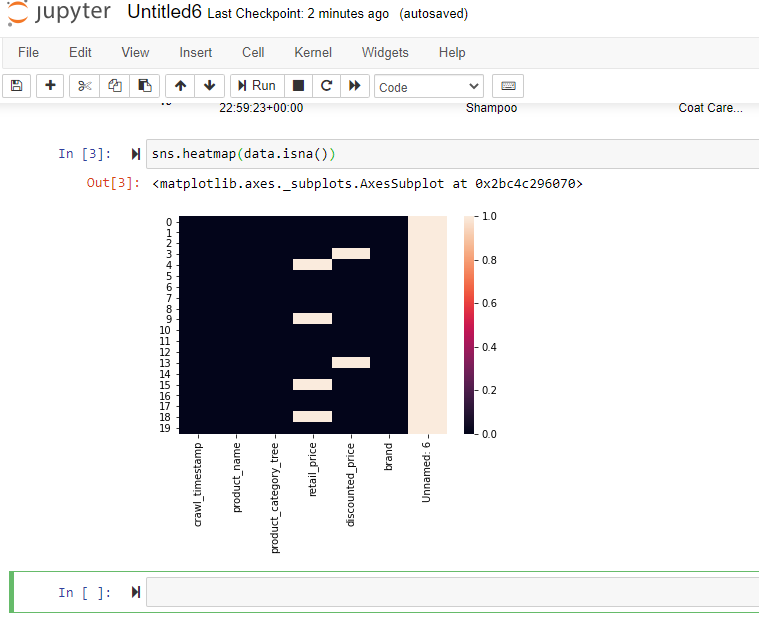 jupyter Untitled6 Last Checkpoint: 2 minutes ago (autosaved)
File Edit View Insert Cell Kernel Widgets Help
Run Code
22:59:23+00:00 Shampoo Coat Care...
In [3]: sns.heatmap(data.isna())
Out[3]: <matplotlib.axes._subplots.AxesSubplot at 0x2bc4c296070>
0
1
2
3
4
5
6
7
8
9
10
11
12
13
14
15
16
17
18
19
1.0
0.8
0.6
0.4
0.2
0.0
crawl_timestamp
product_name
product_category_tree
retail_price
discounted_price
brand
Unnamed: 6
In [ ]: